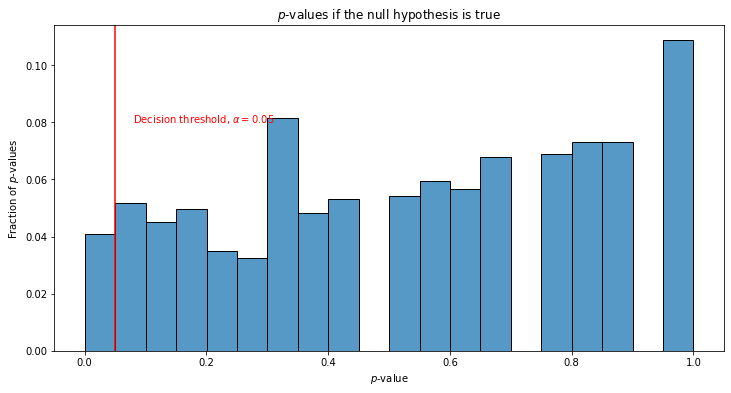 p-values if the null hypothesis is true
Decision threshold, α = 0.05
Fraction of p-values
0.10
0.08
0.06
0.04
0.02
0.00
0.0 0.2 0.4 0.6 0.8 1.0
p-value